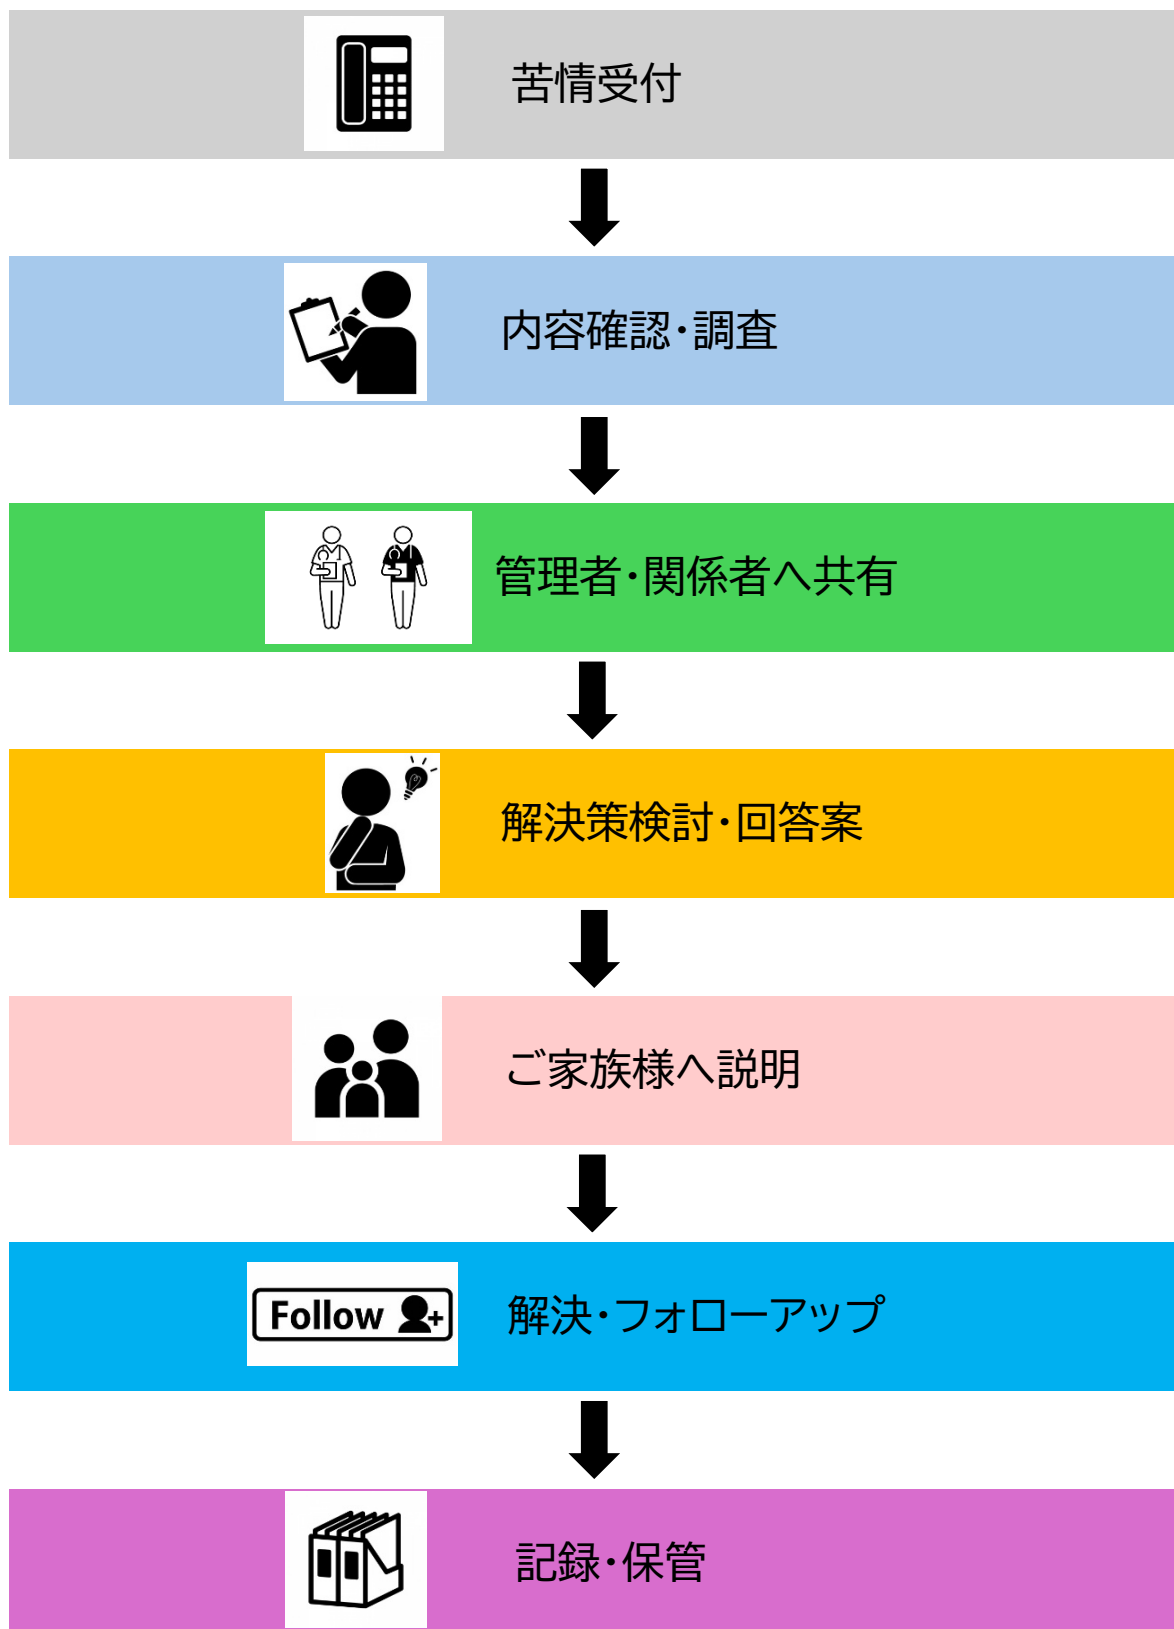 苦情受付
内容確認・調査
管理者・関係者へ共有
解決策検討・回答案
ご家族様へ説明
Follow
解決・フォローアップ
記録・保管